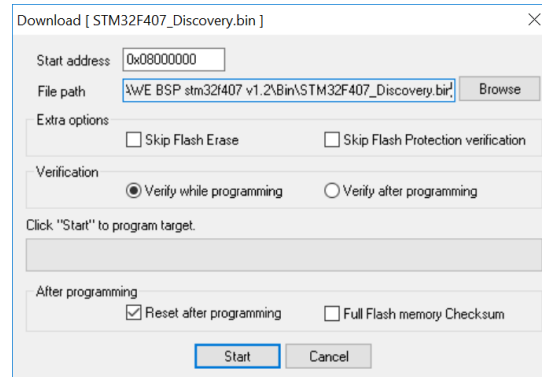 Download [ STM32F407_Discovery.bin ]
Start address 0x08000000
File path \WE BSP stm32f407 v1.2\Bin\STM32F407_Discovery.bin Browse
Extra options
Skip Flash Erase Skip Flash Protection verification
Verification
Verify while programming Verify after programming
Click "Start" to program target.
After programming
Reset after programming Full Flash memory Checksum
Start Cancel